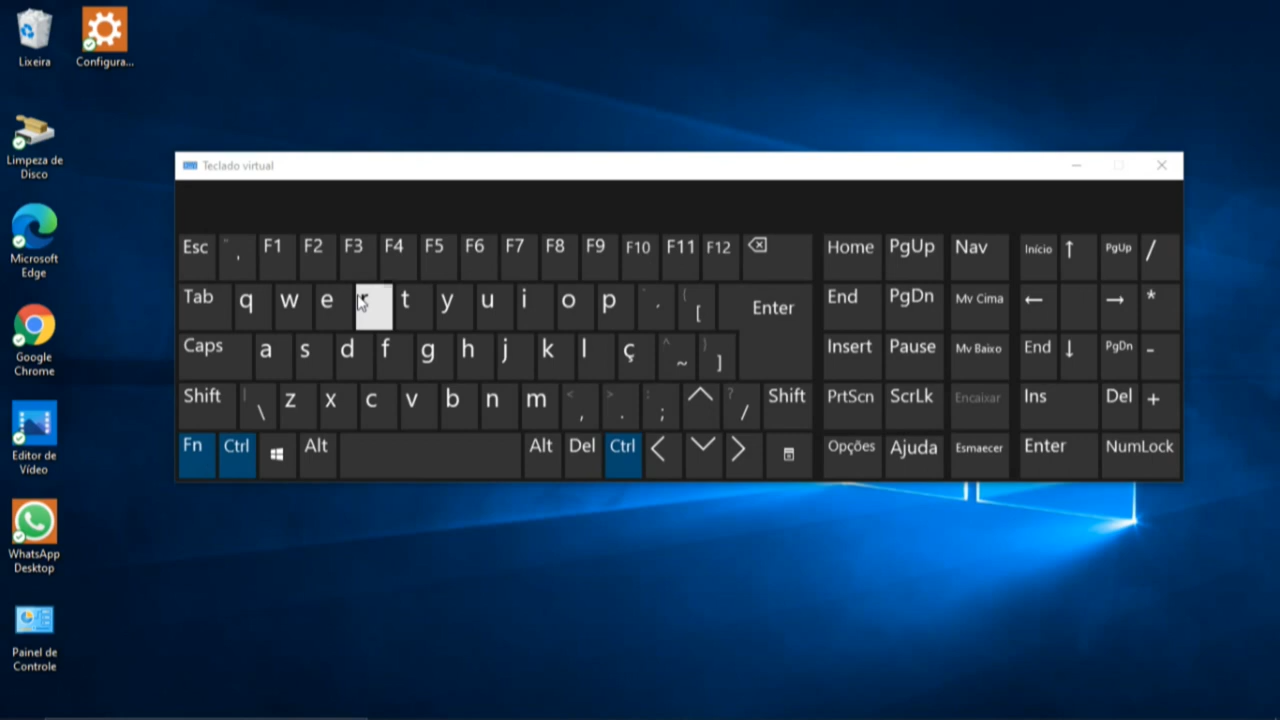 Lixeira
Configura...
Limpeza de
Disco
Microsoft
Edge
Google
Chrome
Editor de
Vídeo
WhatsApp
Desktop
Painel de
Controle
Teclado virtual
Esc " , F1 F2 F3 F4 F5 F6 F7 F8 F9 F10 F11 F12 Home PgUp Nav Início ↑ PgUp /
Tab q w e r t y u i o p ` ´ { [ Enter End PgDn Mv Cima ← → *
Caps a s d f g h j k l ç ^ ~ } ] Insert Pause Mv Baixo End ↓ PgDn -
Shift | \ z x c v b n m < , > . : ; ? / Shift PrtScn ScrLk Encaixar Ins Del +
Fn Ctrl Alt Alt Del Ctrl Opções Ajuda Esmaecer Enter NumLock